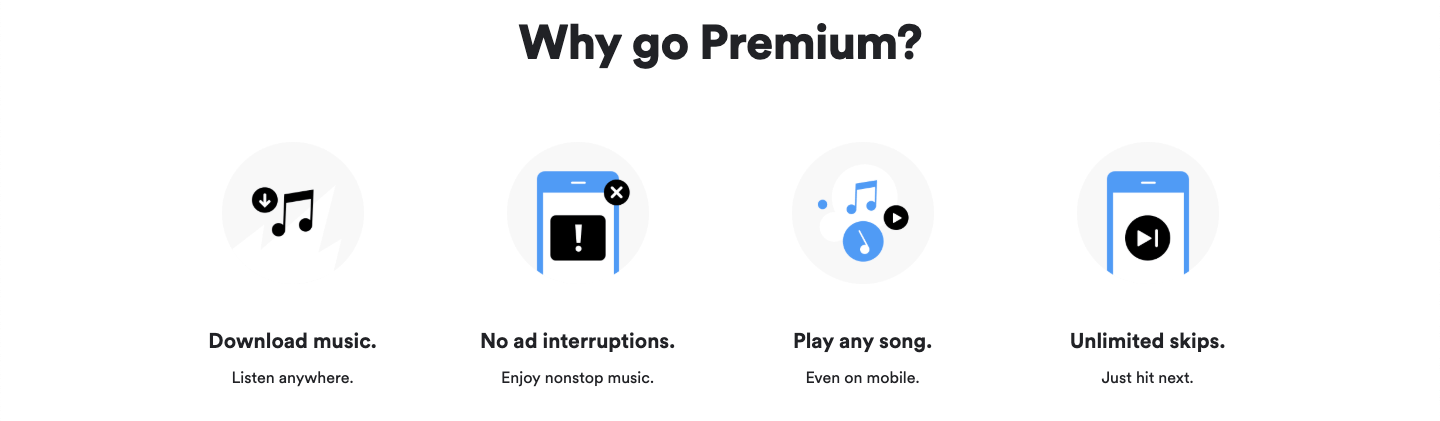 Why go Premium?
Download music.
Listen anywhere.
No ad interruptions.
Enjoy nonstop music.
Play any song.
Even on mobile.
Unlimited skips.
Just hit next.